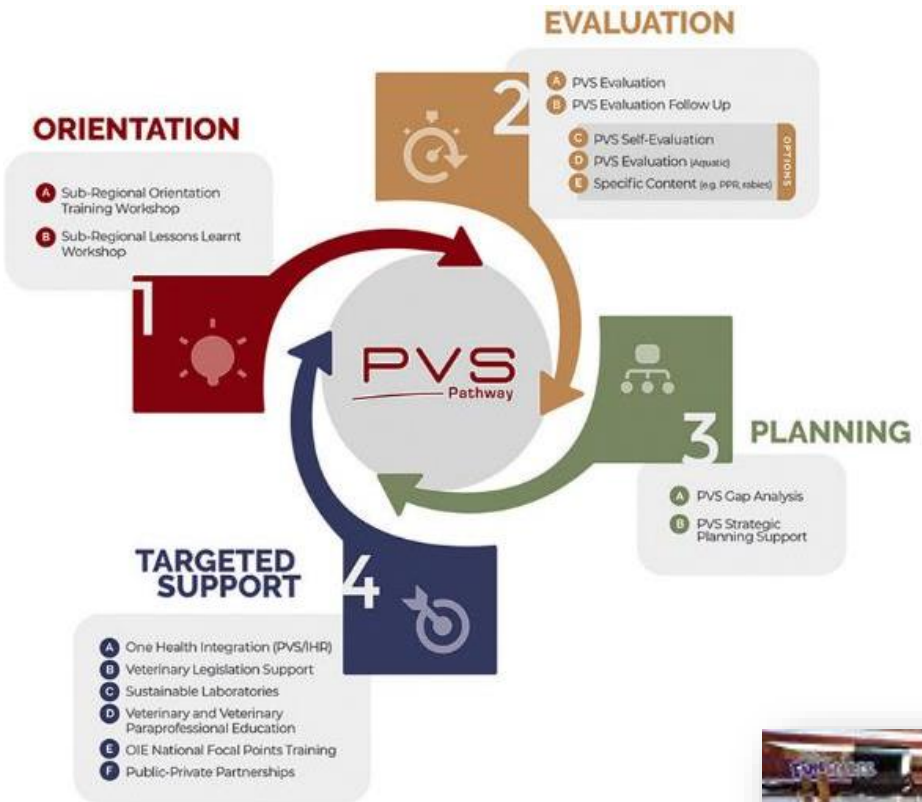 EVALUATION
2
A PVS Evaluation
B PVS Evaluation Follow Up
C PVS Self-Evaluation
D PVS Evaluation (Aquatic)
E Specific Content (e.g. PPR, rabies)
OPTIONS
ORIENTATION
A Sub-Regional Orientation
Training Workshop
B Sub-Regional Lessons Learnt
Workshop
1
PVS
Pathway
3
PLANNING
A PVS Gap Analysis
B PVS Strategic
Planning Support
TARGETED
SUPPORT
4
A One Health Integration (PVS/IHR)
B Veterinary Legislation Support
C Sustainable Laboratories
D Veterinary and Veterinary
Paraprofessional Education
E OIE National Focal Points Training
F Public-Private Partnerships